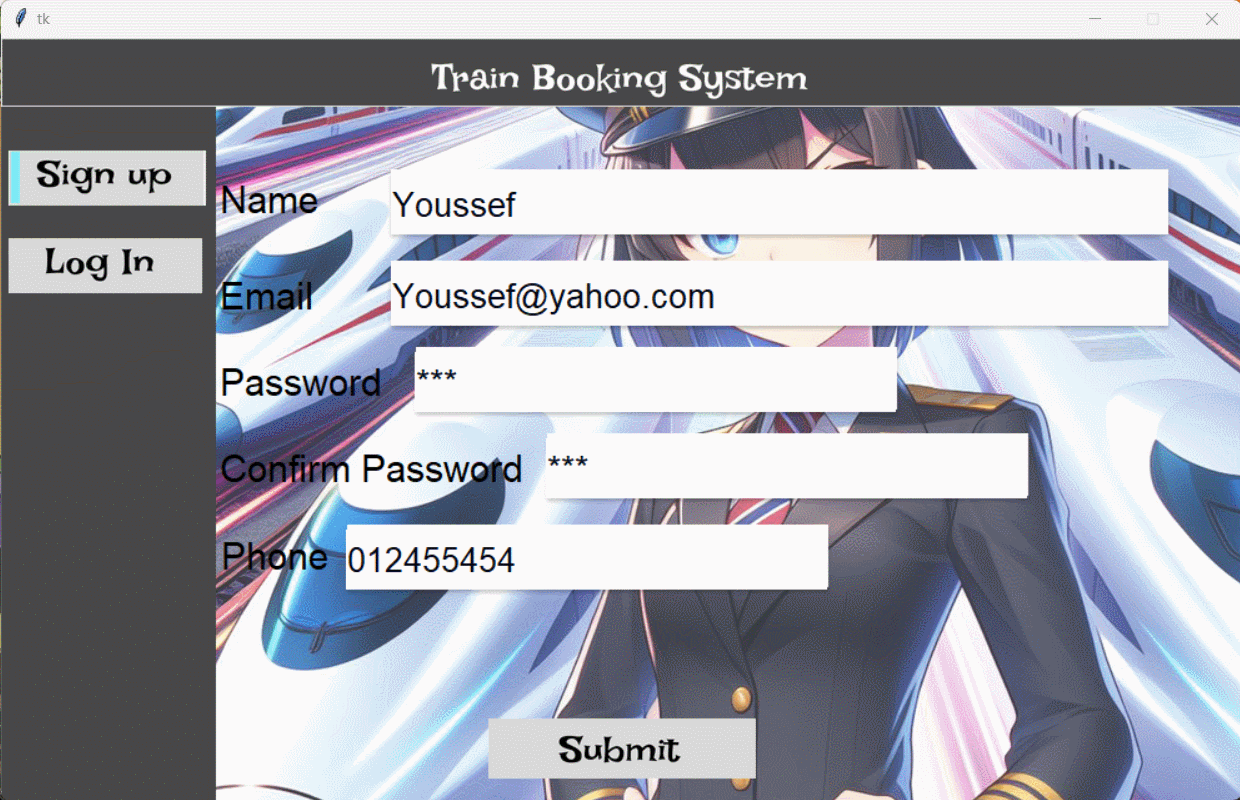 tk
Train Booking System
Sign up
Log In
Name
Youssef
Email
Youssef@yahoo.com
Password
***
Confirm Password
***
Phone
012455454
Submit